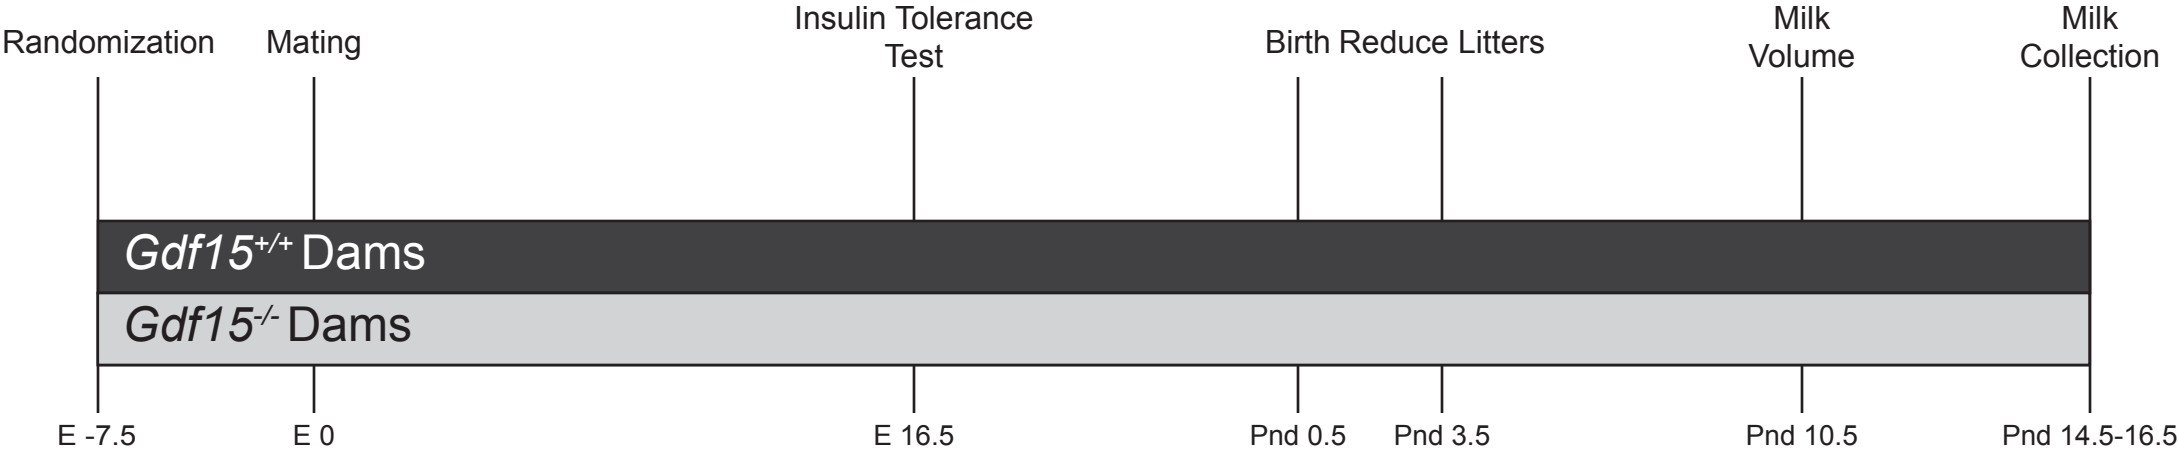 Randomization
Mating
Insulin Tolerance
Test
Birth Reduce Litters
Milk
Volume
Milk
Collection
Gdf15+/+ Dams
Gdf15-/- Dams
E -7.5
E 0
E 16.5
Pnd 0.5
Pnd 3.5
Pnd 10.5
Pnd 14.5-16.5